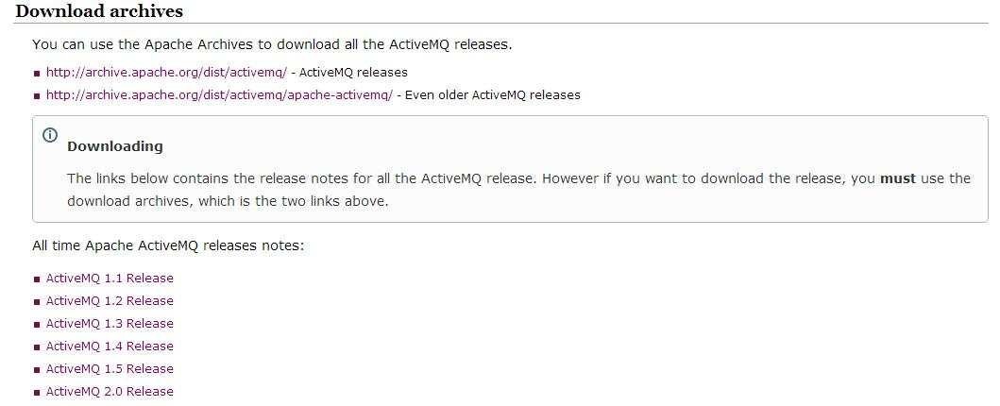 Download archives
You can use the Apache Archives to download all the ActiveMQ releases.
http://archive.apache.org/dist/activemq/ - ActiveMQ releases
http://archive.apache.org/dist/activemq/apache-activemq/ - Even older ActiveMQ releases
Downloading
The links below contains the release notes for all the ActiveMQ release. However if you want to download the release, you must use the
download archives, which is the two links above.
All time Apache ActiveMQ releases notes:
ActiveMQ 1.1 Release
ActiveMQ 1.2 Release
ActiveMQ 1.3 Release
ActiveMQ 1.4 Release
ActiveMQ 1.5 Release
ActiveMQ 2.0 Release